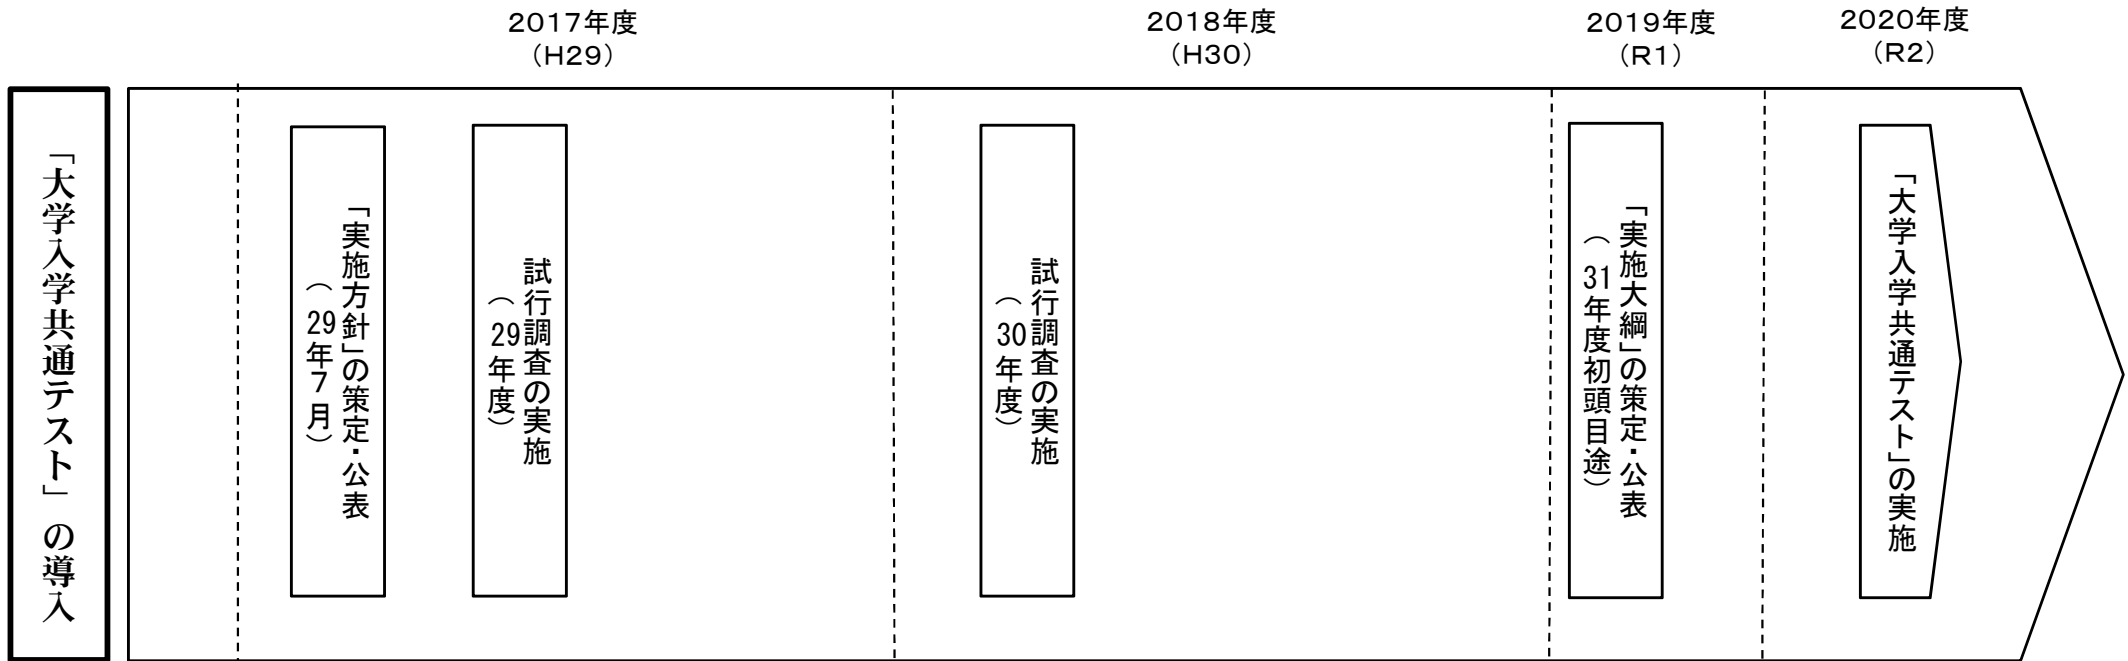 2017年度
（H29）
2018年度
（H30）
2019年度
（R1）
2020年度
（R2）
「大学入学共通テスト」の導入
「実施方針」の策定・公表
（29年７月）
試行調査の実施
（29年度）
試行調査の実施
（30年度）
「実施大綱」の策定・公表
（31年度初頭目途）
「大学入学共通テスト」の実施